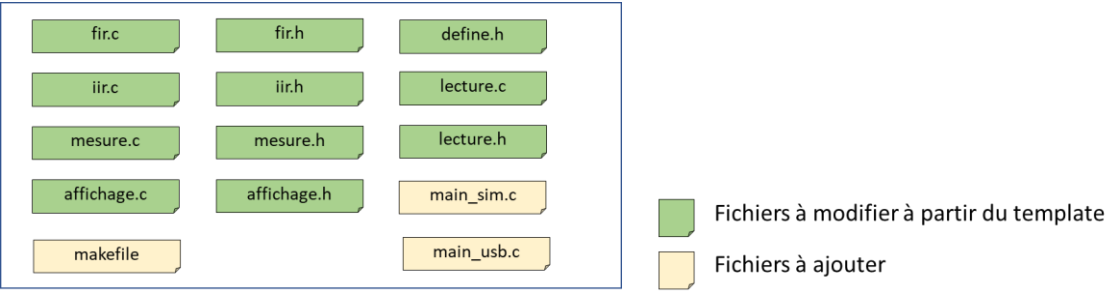 fir.c
fir.h
define.h
iir.c
iir.h
lecture.c
mesure.c
mesure.h
lecture.h
affichage.c
affichage.h
main_sim.c
makefile
main_usb.c
Fichiers à modifier à partir du template
Fichiers à ajouter